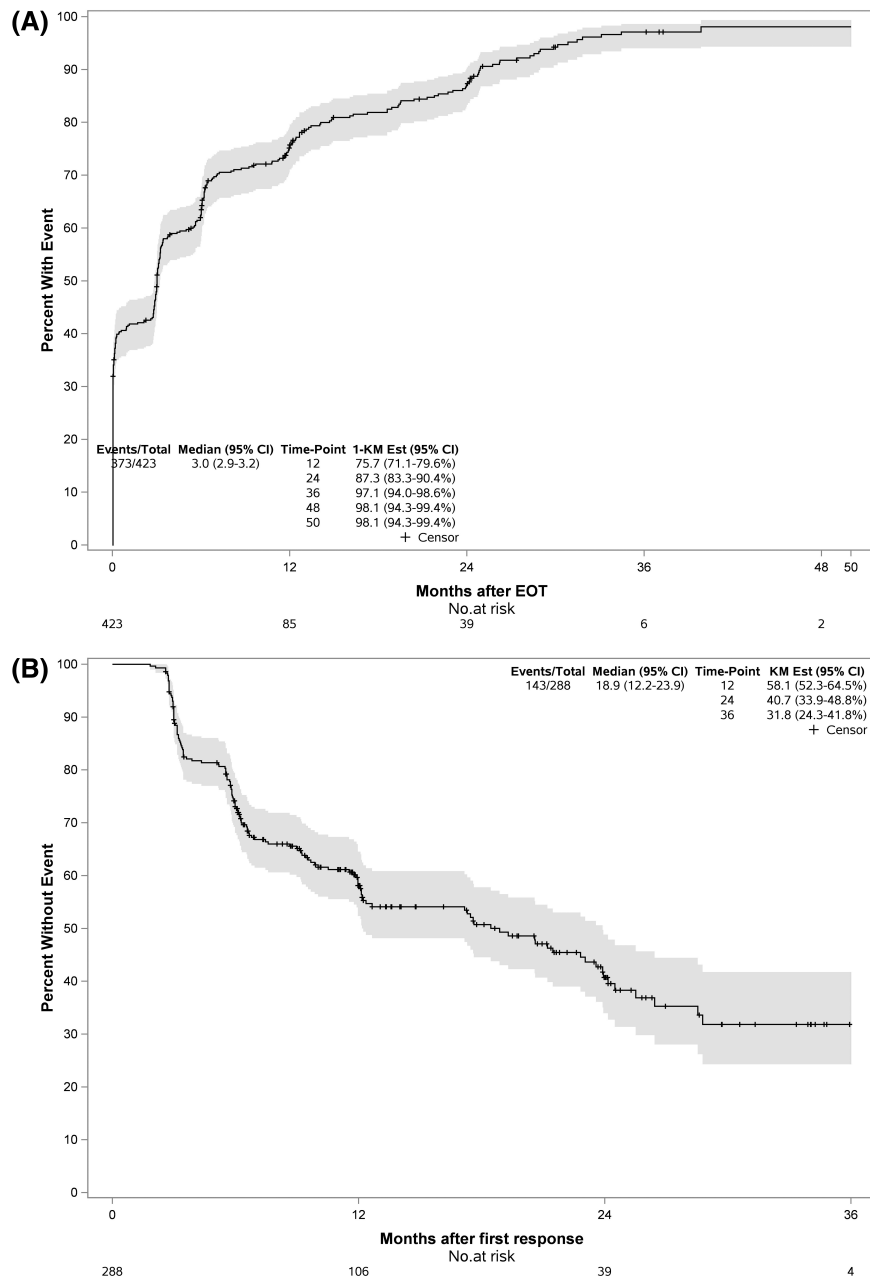 (A)
Percent With Event
100
90
80
70
60
50
40
30
20
10
0
Events/Total Median (95% CI) Time-Point 1-KM Est (95% CI)
373/423 3.0 (2.9-3.2) 12 75.7 (71.1-79.6%)
24 87.3 (83.3-90.4%)
36 97.1 (94.0-98.6%)
48 98.1 (94.3-99.4%)
50 98.1 (94.3-99.4%)
+ Censor
0 12 24 36 48 50
Months after EOT
No.at risk
423 85 39 6 2
(B)
Percent Without Event
100
90
80
70
60
50
40
30
20
10
0
Events/Total Median (95% CI) Time-Point KM Est (95% CI)
143/288 18.9 (12.2-23.9) 12 58.1 (52.3-64.5%)
24 40.7 (33.9-48.8%)
36 31.8 (24.3-41.8%)
+ Censor
0 12 24 36
Months after first response
No.at risk
288 106 39 4